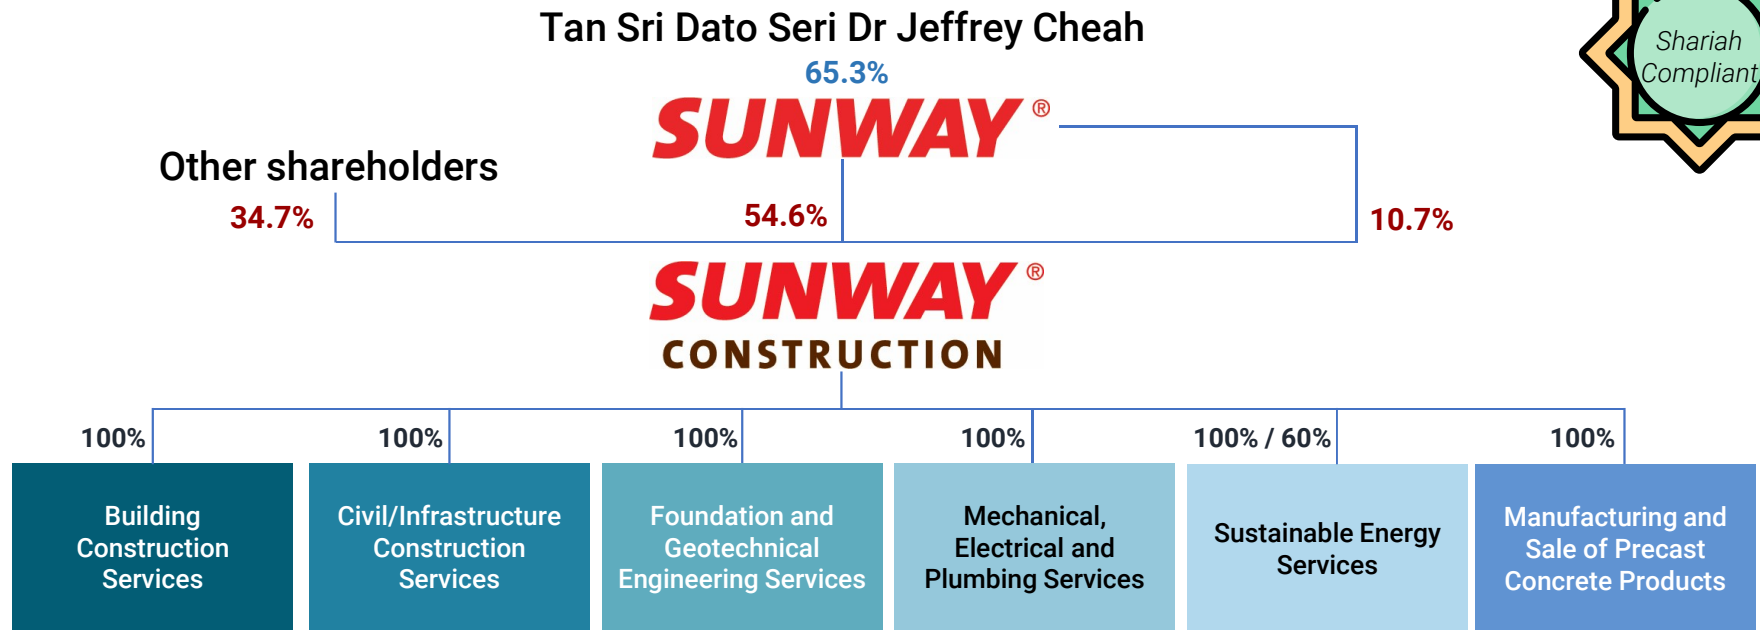 Tan Sri Dato Seri Dr Jeffrey Cheah
65.3%
Shariah
Compliant
SUNWAY®
Other shareholders
34.7%
54.6%
10.7%
SUNWAY®
CONSTRUCTION
100%
100%
100%
100%
100% / 60%
100%
Building
Construction
Services
Civil/Infrastructure
Construction
Services
Foundation and
Geotechnical
Engineering Services
Mechanical,
Electrical and
Plumbing Services
Sustainable Energy
Services
Manufacturing and
Sale of Precast
Concrete Products